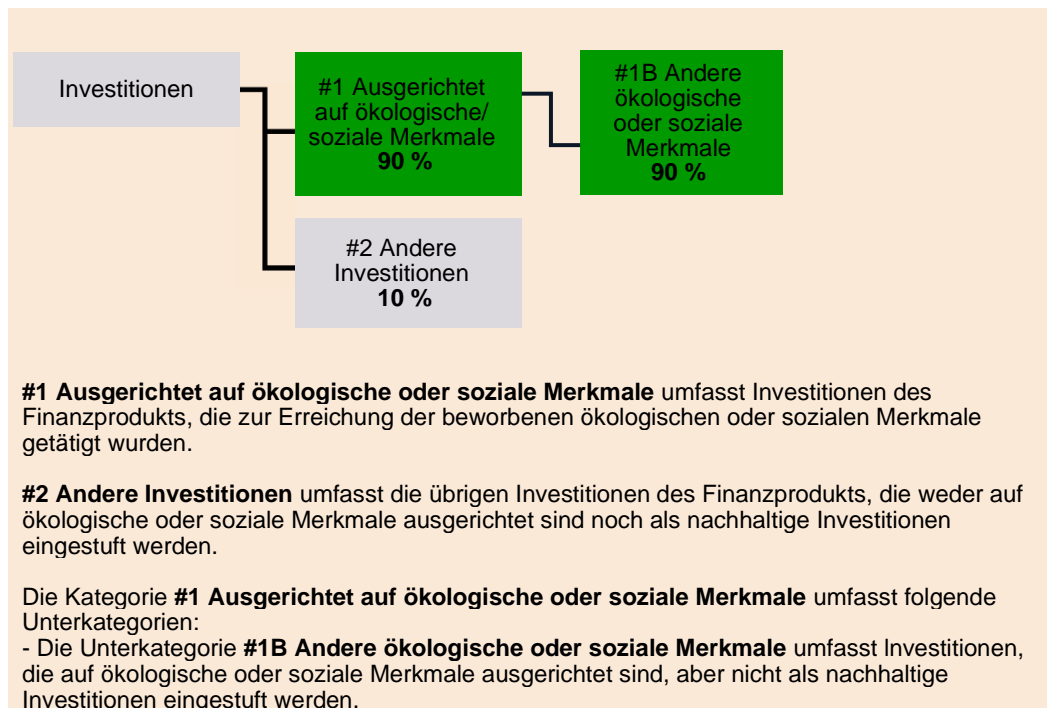 Investitionen
#1 Ausgerichtet
auf ökologische/
soziale Merkmale
90 %
#1B Andere
ökologische
oder soziale
Merkmale
90 %
#2 Andere
Investitionen
10 %
#1 Ausgerichtet auf ökologische oder soziale Merkmale umfasst Investitionen des
Finanzprodukts, die zur Erreichung der beworbenen ökologischen oder sozialen Merkmale
getätigt wurden.
#2 Andere Investitionen umfasst die übrigen Investitionen des Finanzprodukts, die weder auf
ökologische oder soziale Merkmale ausgerichtet sind noch als nachhaltige Investitionen
eingestuft werden.
Die Kategorie #1 Ausgerichtet auf ökologische oder soziale Merkmale umfasst folgende
Unterkategorien:
- Die Unterkategorie #1B Andere ökologische oder soziale Merkmale umfasst Investitionen,
die auf ökologische oder soziale Merkmale ausgerichtet sind, aber nicht als nachhaltige
Investitionen eingestuft werden.